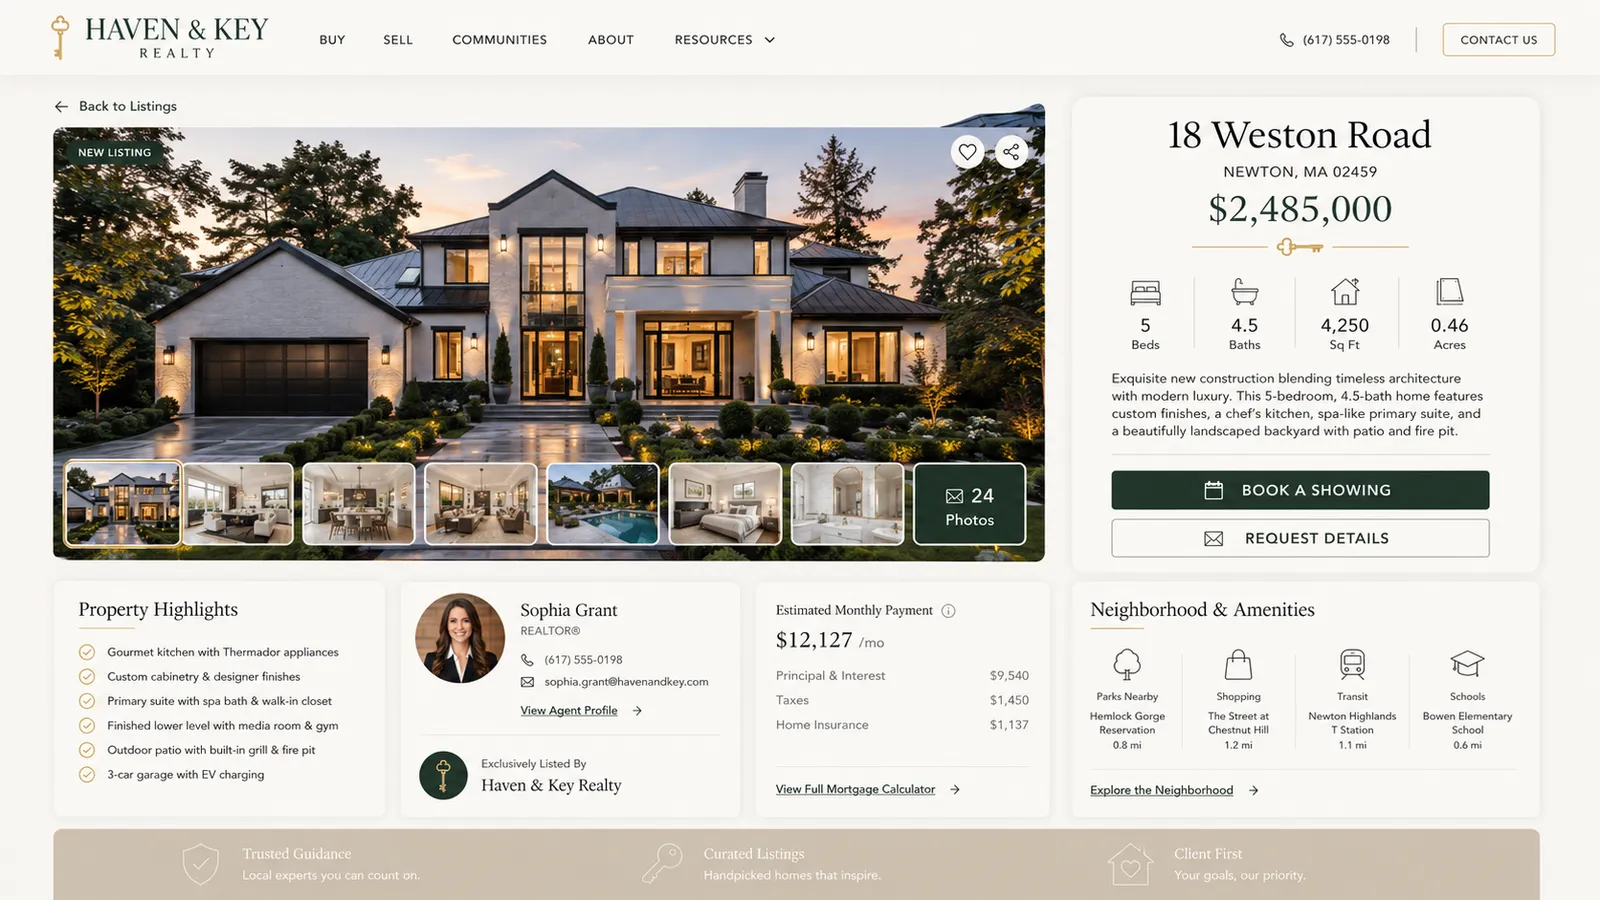 HAVEN & KEY
REALTY
BUY
SELL
COMMUNITIES
ABOUT
RESOURCES
(617) 555-0198
CONTACT US
Back to Listings
NEW LISTING
24
Photos
18 Weston Road
NEWTON, MA 02459
$2,485,000
5
Beds
4.5
Baths
4,250
Sq Ft
0.46
Acres
Exquisite new construction blending timeless architecture
with modern luxury. This 5-bedroom, 4.5-bath home features
custom finishes, a chef's kitchen, spa-like primary suite, and
a beautifully landscaped backyard with patio and fire pit.
BOOK A SHOWING
REQUEST DETAILS
Property Highlights
Gourmet kitchen with Thermador appliances
Custom cabinetry & designer finishes
Primary suite with spa bath & walk-in closet
Finished lower level with media room & gym
Outdoor patio with built-in grill & fire pit
3-car garage with EV charging
Sophia Grant
REALTOR®
(617) 555-0198
sophia.grant@havenandkey.com
View Agent Profile
Exclusively Listed By
Haven & Key Realty
Estimated Monthly Payment
$12,127 /mo
Principal & Interest $9,540
Taxes $1,450
Home Insurance $1,137
View Full Mortgage Calculator
Neighborhood & Amenities
Parks Nearby
Hemlock Gorge
Reservation
0.8 mi
Shopping
The Street at
Chestnut Hill
1.2 mi
Transit
Newton Highlands
T Station
1.1 mi
Schools
Bowen Elementary
School
0.6 mi
Explore the Neighborhood
Trusted Guidance
Local experts you can count on.
Curated Listings
Handpicked homes that inspire.
Client First
Your goals, our priority.